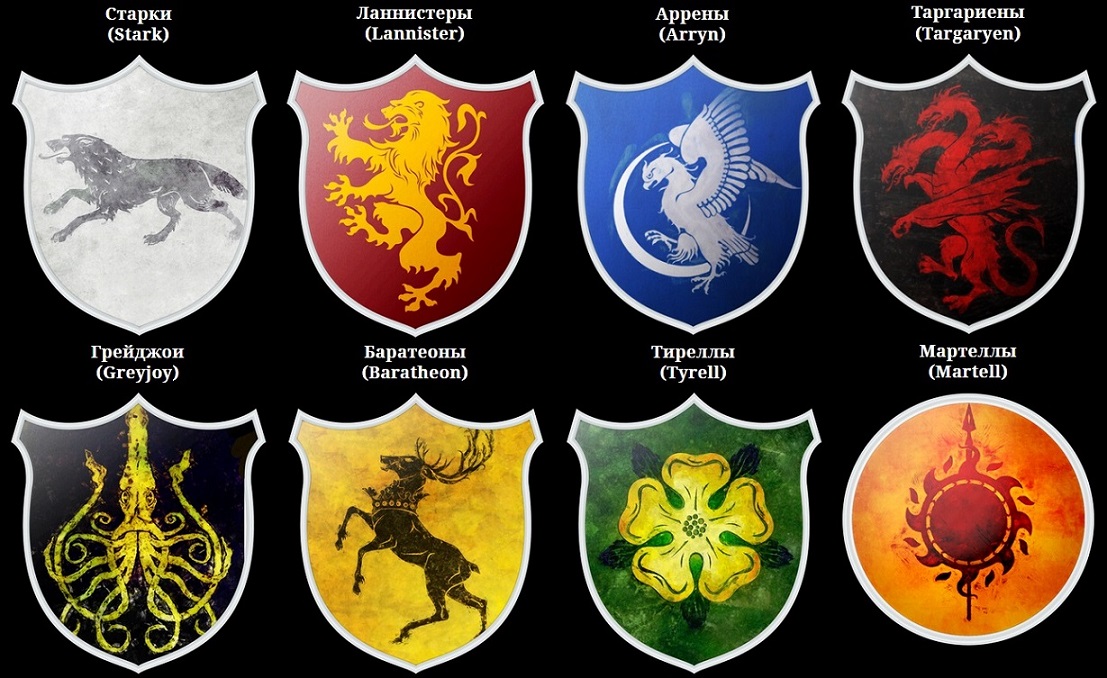 Старки
(Stark)
Ланнистеры
(Lannister)
Аррены
(Arryn)
Таргариены
(Targaryen)
Грейджои
(Greyjoy)
Баратеоны
(Baratheon)
Тиреллы
(Tyrell)
Мартеллы
(Martell)